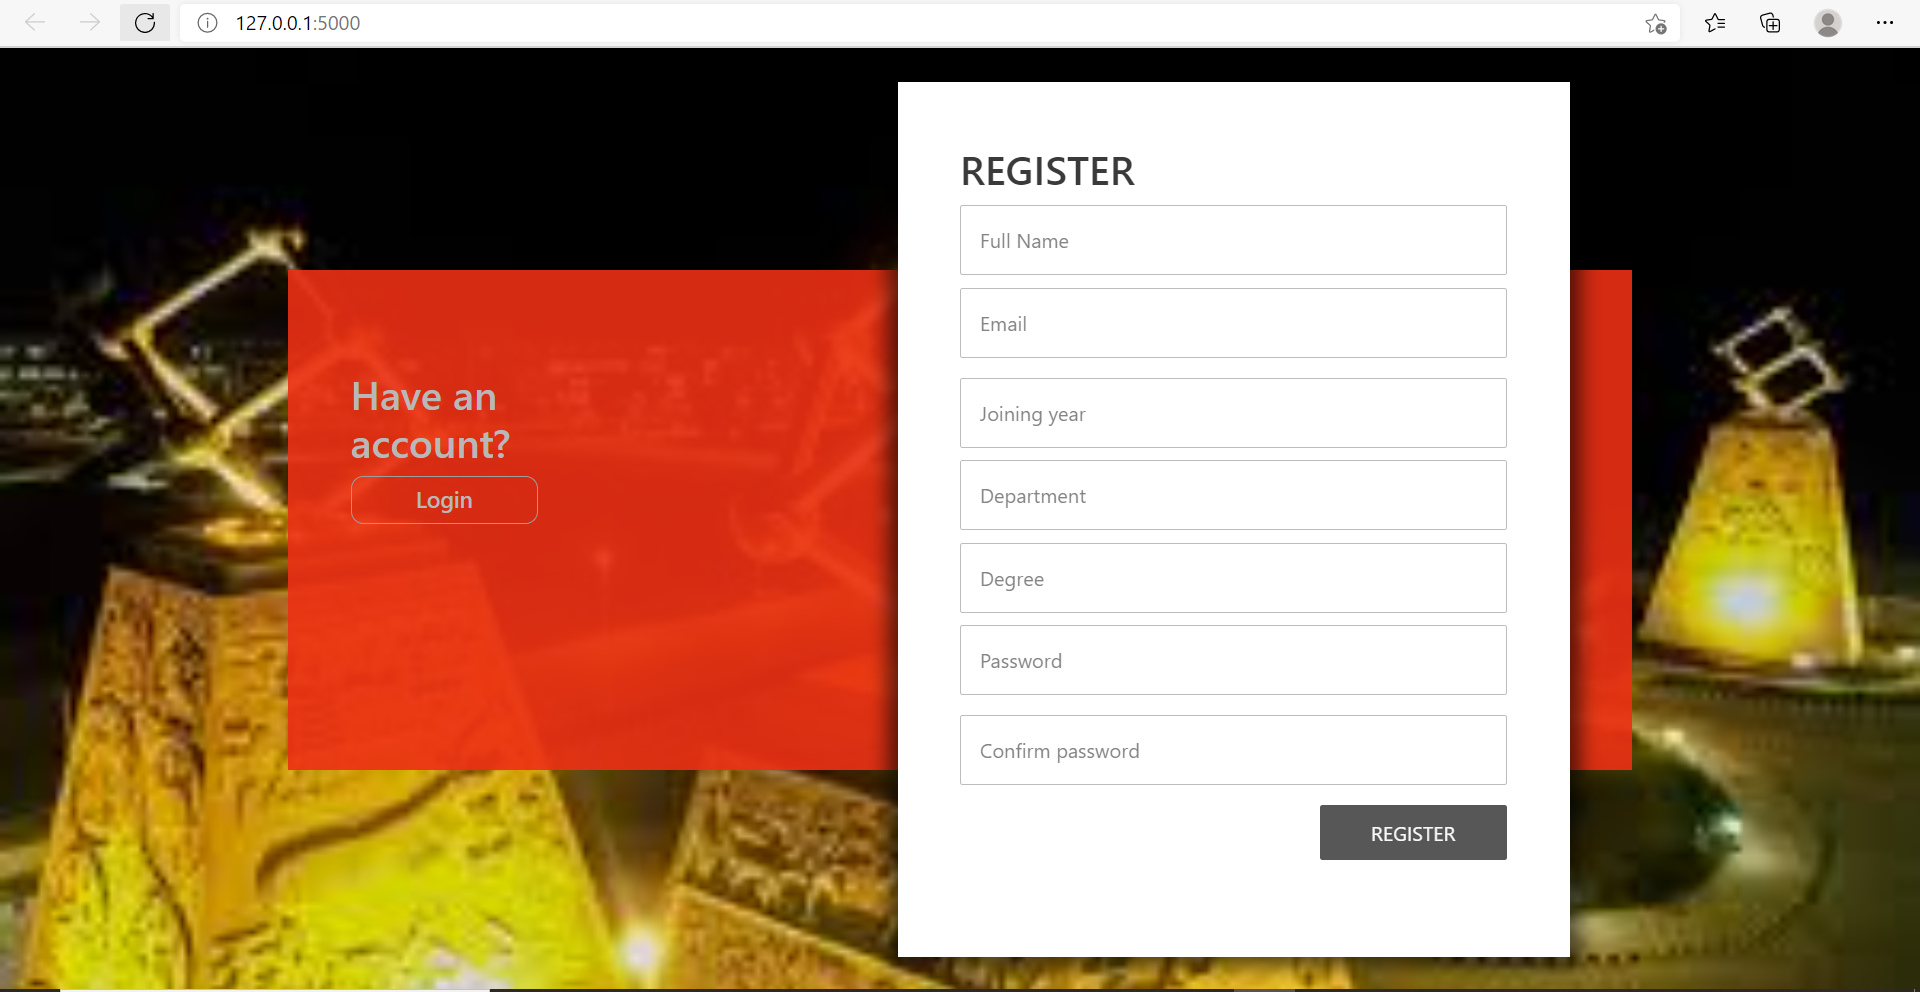 127.0.0.1:5000
Have an
account?
Login
REGISTER
Full Name
Email
Joining year
Department
Degree
Password
Confirm password
REGISTER